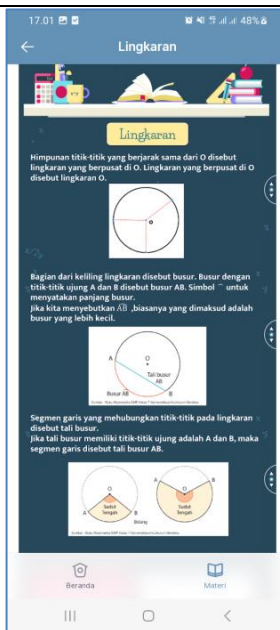 17.01
48%
Lingkaran
Lingkaran
Himpunan titik-titik yang berjarak sama dari O disebut
lingkaran yang berpusat di O. Lingkaran yang berpusat di O
disebut lingkaran O.
O
Bagian dari keliling lingkaran disebut busur. Busur dengan
titik-titik ujung A dan B disebut busur AB. Simbol ⌒ untuk
menyatakan panjang busur.
Jika kita menyebutkan AB ,biasanya yang dimaksud adalah
busur yang lebih kecil.
O
A
Tali busur
AB
Busur AB
B
Segmen garis yang mehubungkan titik-titik pada lingkaran
disebut tali busur.
Jika tali busur memiliki titik-titik ujung adalah A dan B, maka
segmen garis disebut tali busur AB.
O
Sudut
Tengah
A
B
O
Sudut
Tengah
A
B
Beranda
Materi